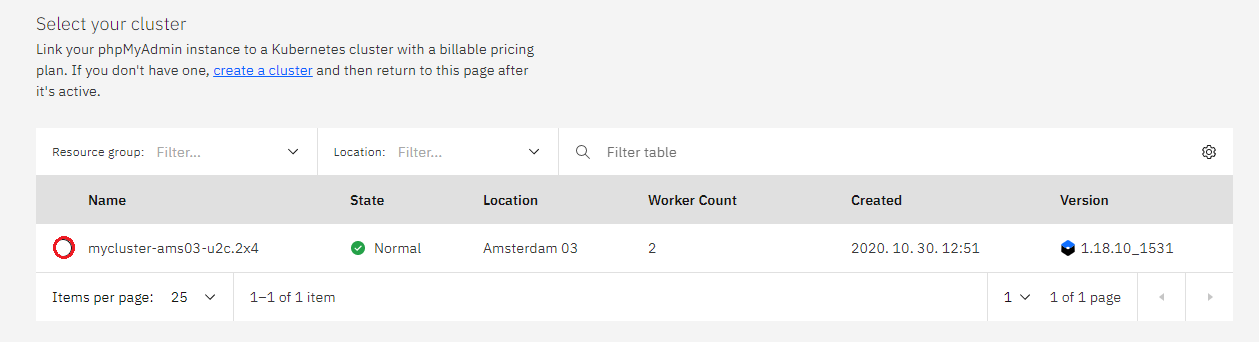 Select your cluster
Link your phpMyAdmin instance to a Kubernetes cluster with a billable pricing
plan. If you don't have one, create a cluster and then return to this page after
it's active.
Resource group: Filter... Location: Filter... Filter table
Name State Location Worker Count Created Version
mycluster-ams03-u2c.2x4 Normal Amsterdam 03 2 2020. 10. 30. 12:51 1.18.10_1531
Items per page: 25 1–1 of 1 item 1 1 of 1 page